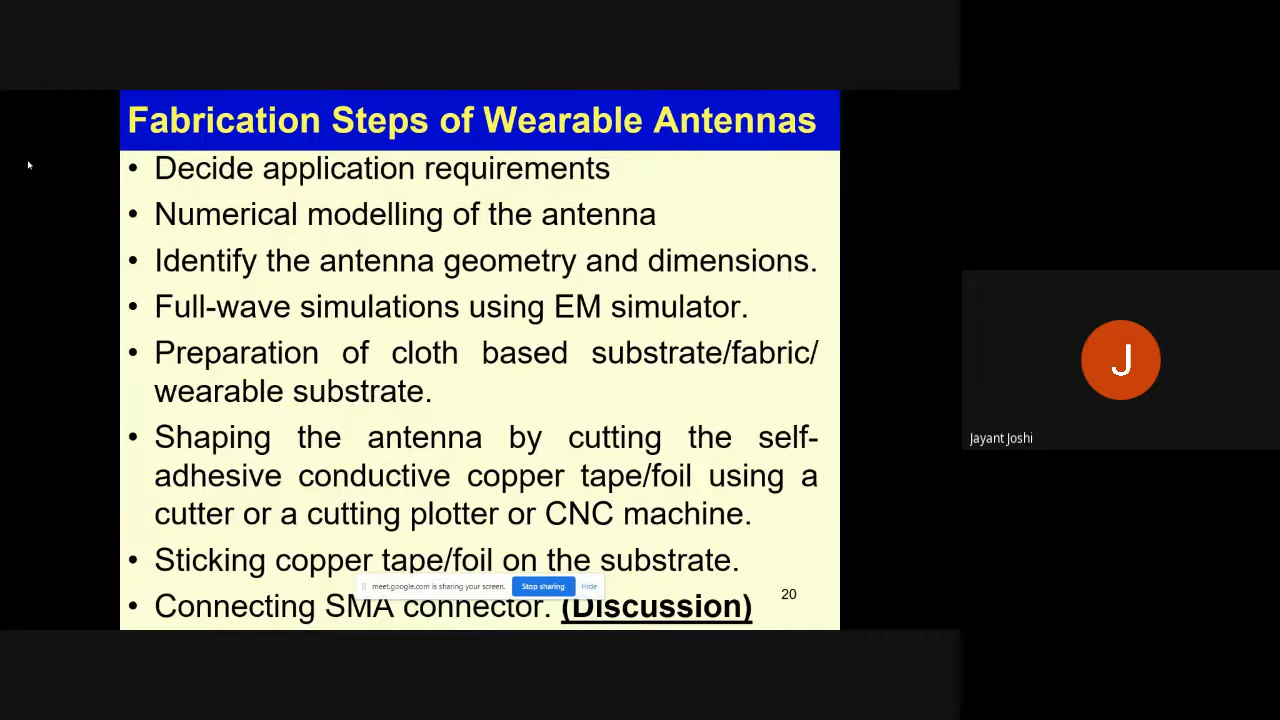 Fabrication Steps of Wearable Antennas
• Decide application requirements
• Numerical modelling of the antenna
• Identify the antenna geometry and dimensions.
• Full-wave simulations using EM simulator.
• Preparation of cloth based substrate/fabric/
wearable substrate.
• Shaping the antenna by cutting the self-
adhesive conductive copper tape/foil using a
cutter or a cutting plotter or CNC machine.
• Sticking copper tape/foil on the substrate.
meet.google.com is sharing your screen. Stop sharing Hide
• Connecting SMA connector. (Discussion)
20
J
Jayant Joshi